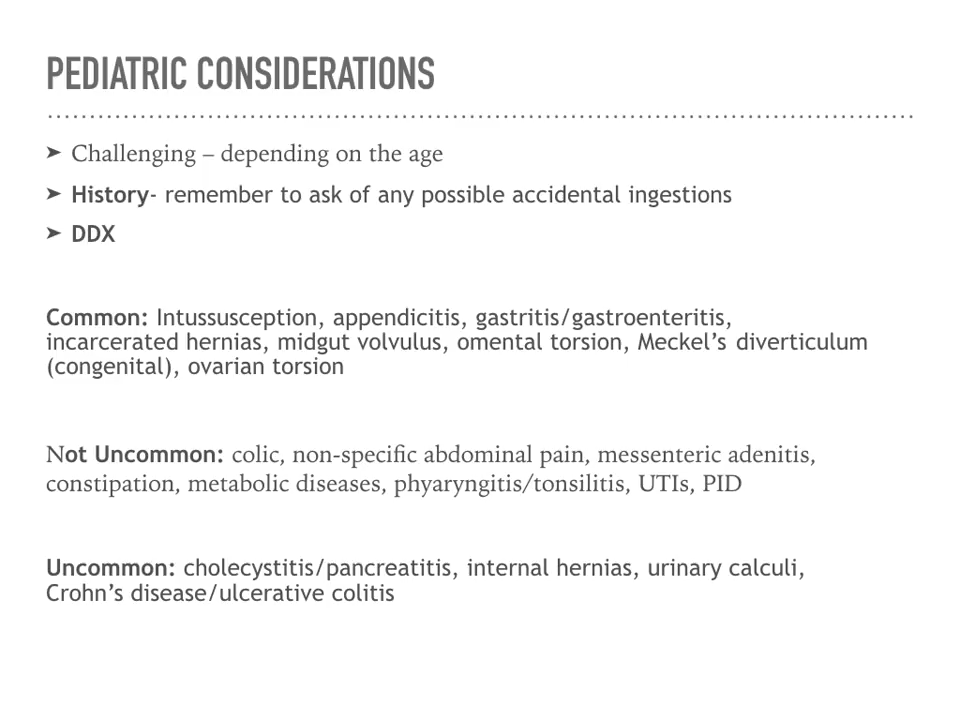 PEDIATRIC CONSIDERATIONS
➤ Challenging – depending on the age
➤ History- remember to ask of any possible accidental ingestions
➤ DDX
Common: Intussusception, appendicitis, gastritis/gastroenteritis,
incarcerated hernias, midgut volvulus, omental torsion, Meckel’s diverticulum
(congenital), ovarian torsion
Not Uncommon: colic, non-specific abdominal pain, messenteric adenitis,
constipation, metabolic diseases, phyaryngitis/tonsilitis, UTIs, PID
Uncommon: cholecystitis/pancreatitis, internal hernias, urinary calculi,
Crohn’s disease/ulcerative colitis